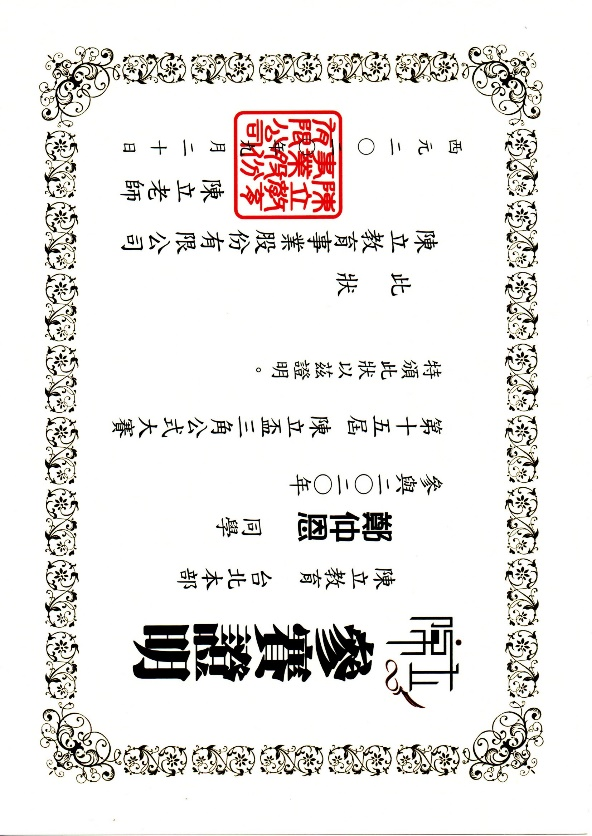 陳立
參賽證明
陳立教育 台北本部
鄭仲恩 同學
參與二〇二〇年
第十五屆 陳立盃三角公式大賽
特頒此狀以茲證明。
此狀
陳立教育事業股份有限公司
陳立老師
西元二〇 年 月二十日